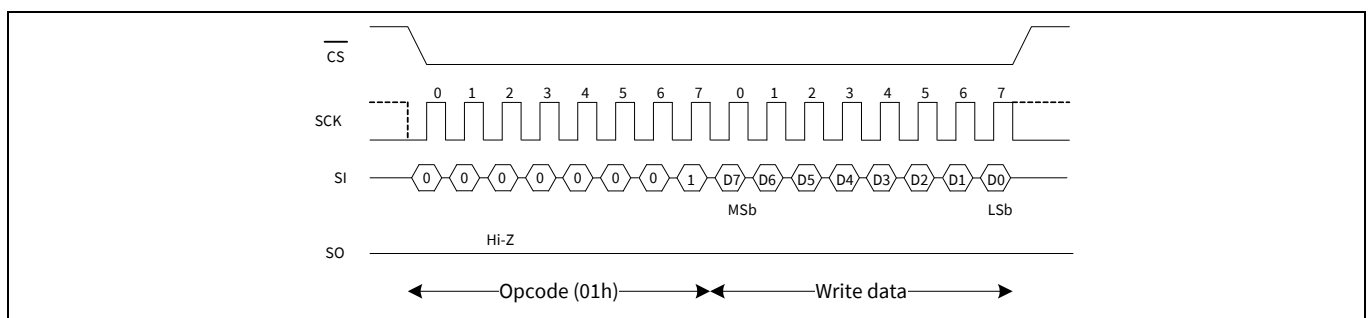 CS
0 1 2 3 4 5 6 7 0 1 2 3 4 5 6 7
SCK
SI 0 0 0 0 0 0 0 1 D7 D6 D5 D4 D3 D2 D1 D0
MSb LSb
Hi-Z
SO
Opcode (01h) Write data